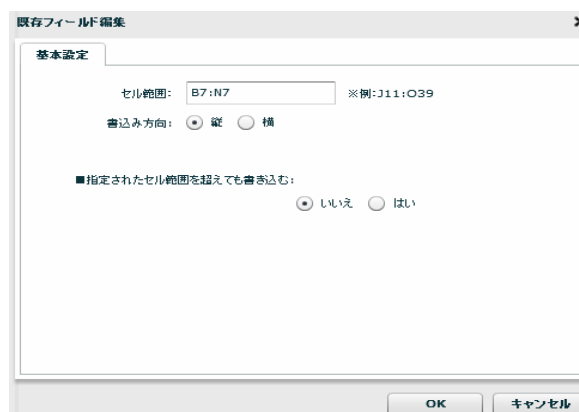 既存フィールド編集
基本設定
セル範囲: B7:N7 ※例:J11:O39
書込み方向: 縦 横
■指定されたセル範囲を超えても書き込む:
いいえ はい
OK キャンセル